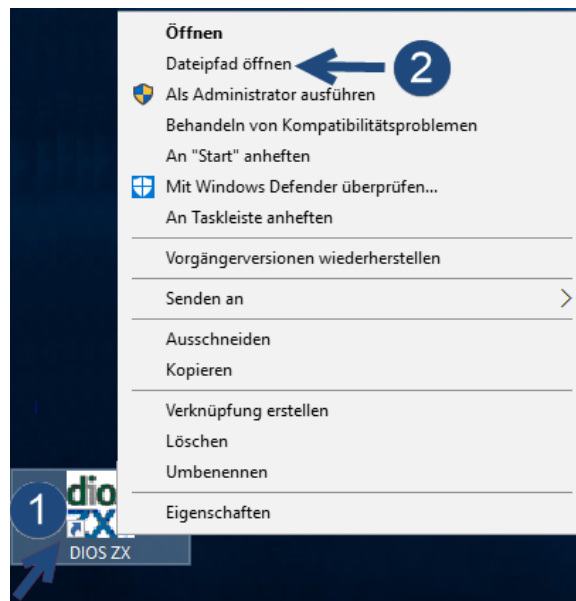 Öffnen
Dateipfad öffnen
2
Als Administrator ausführen
Behandeln von Kompatibilitätsproblemen
An "Start" anheften
Mit Windows Defender überprüfen...
An Taskleiste anheften
Vorgängerversionen wiederherstellen
Senden an
Ausschneiden
Kopieren
Verknüpfung erstellen
Löschen
Umbenennen
Eigenschaften
1
dio
ZX
DIOS ZX